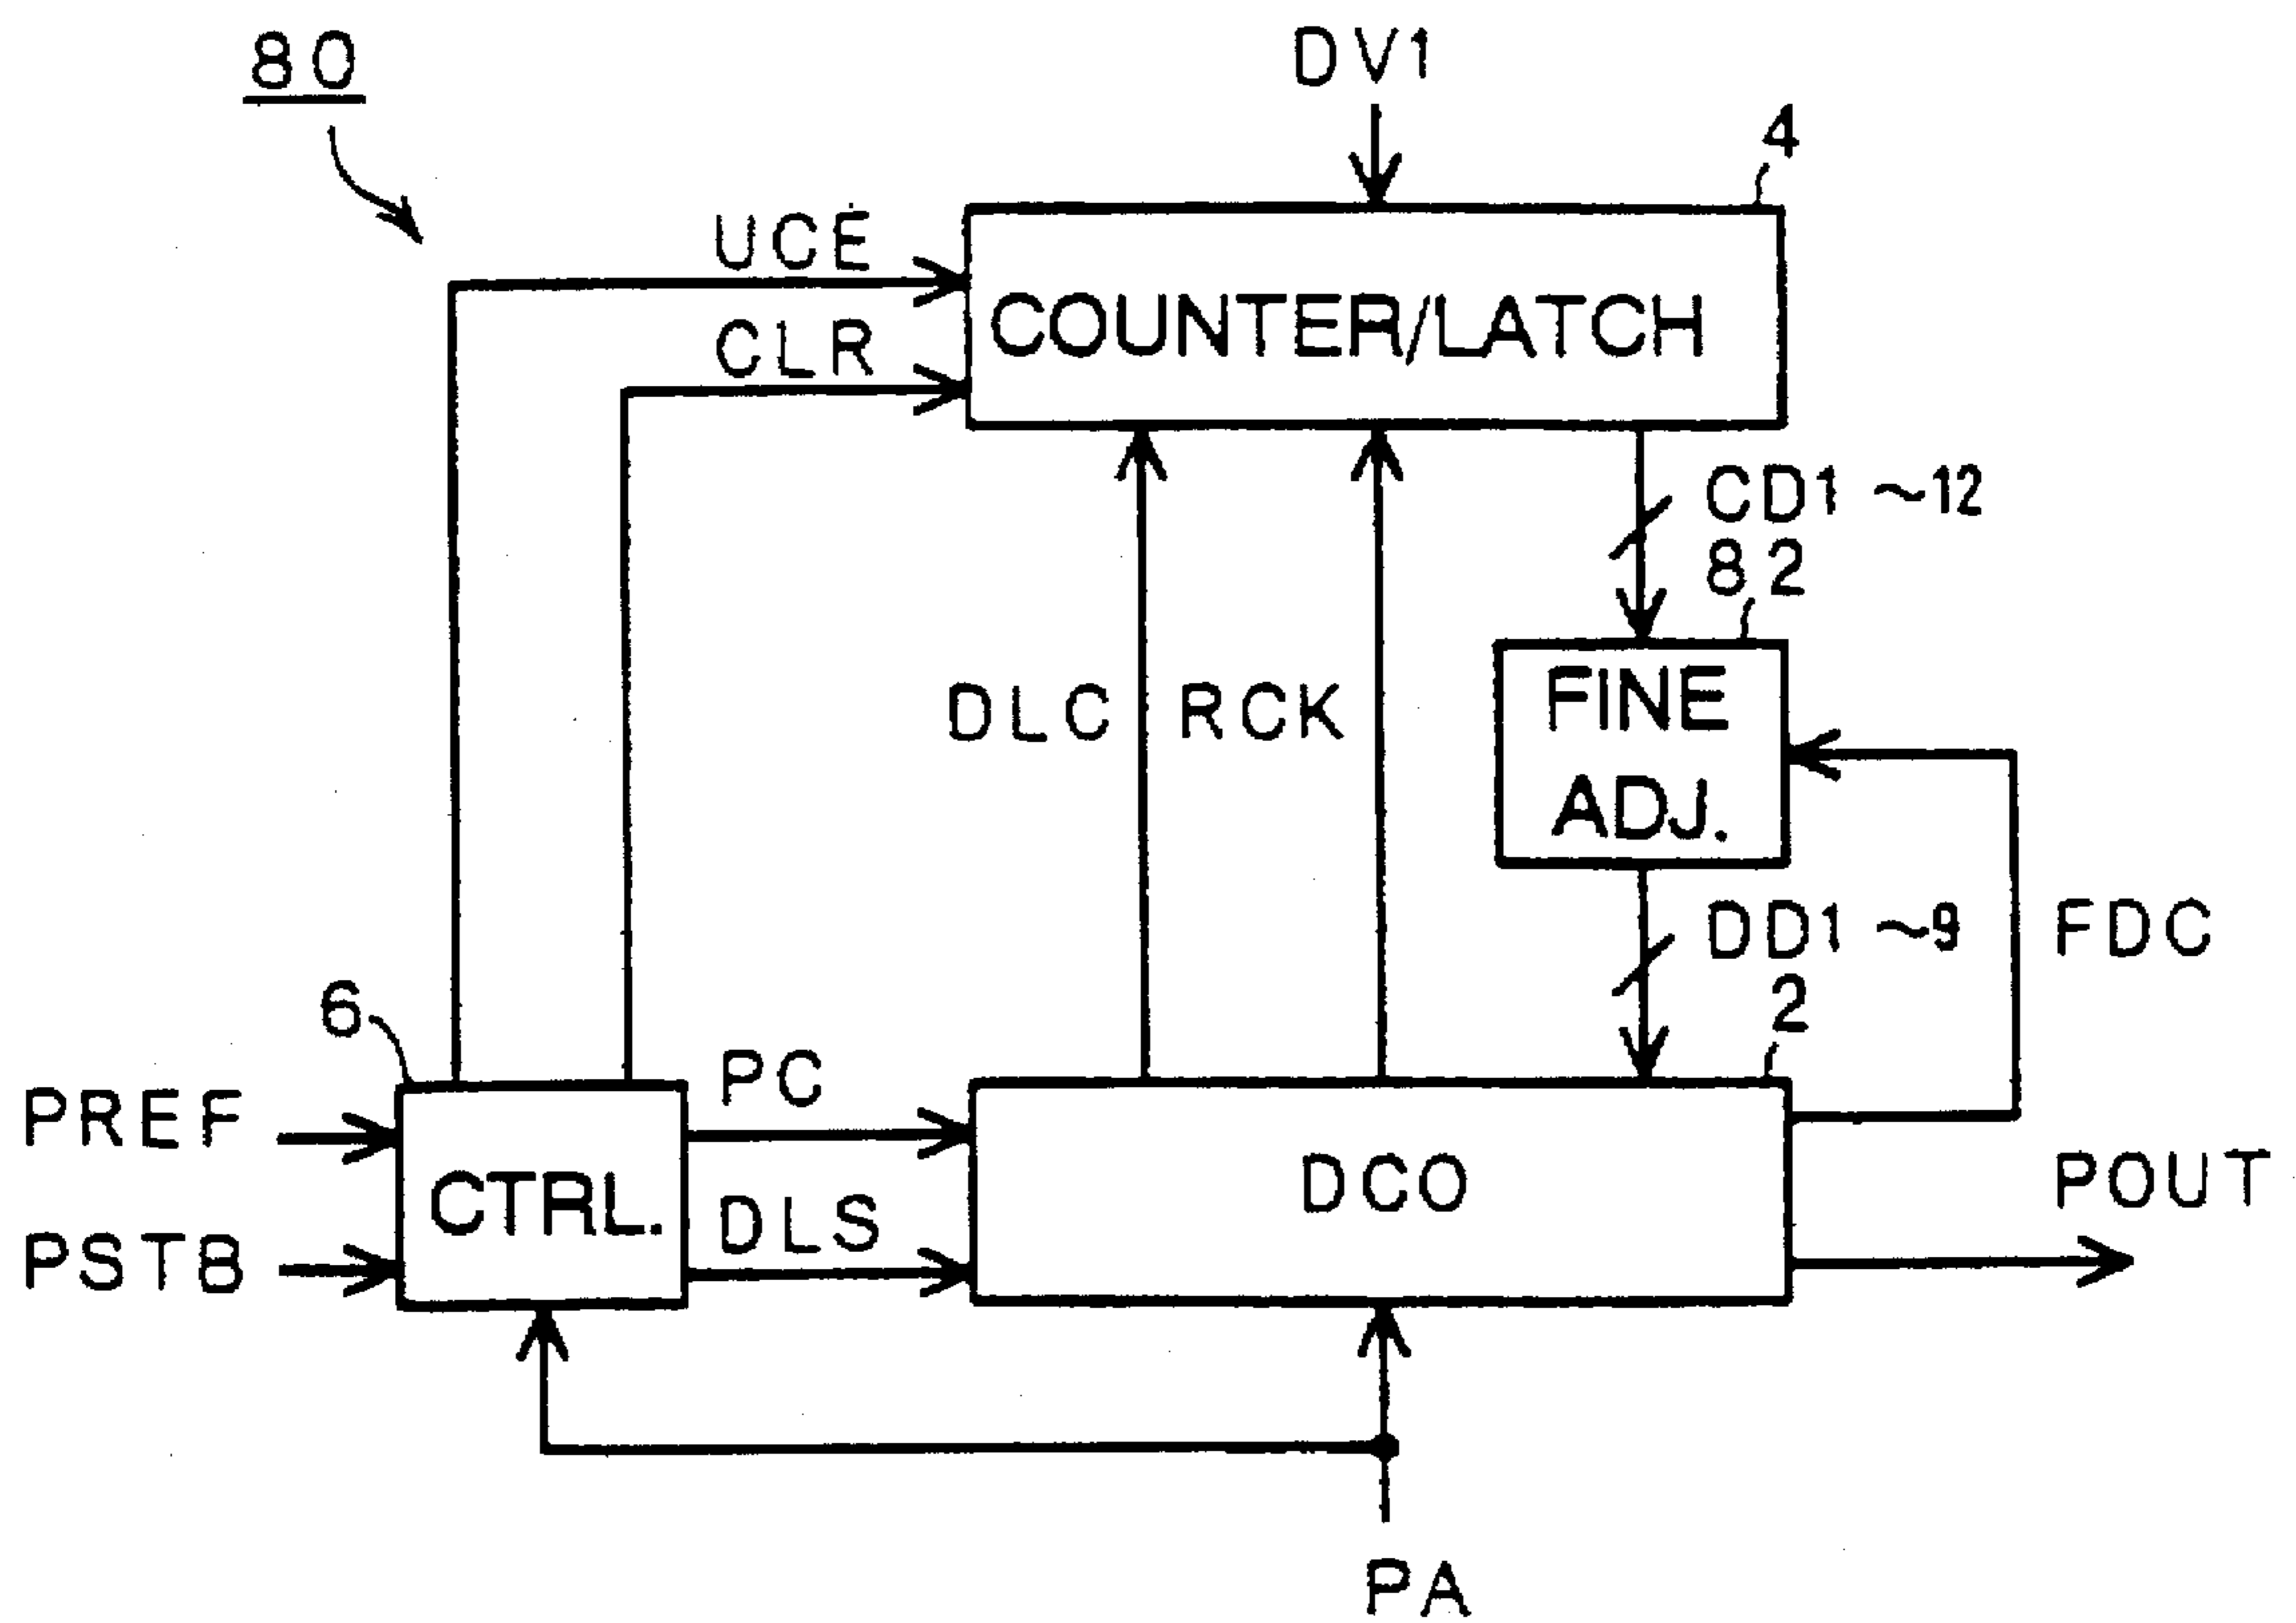 80
DV1
4
UCE
CLR
COUNTER/LATCH
CD1 ~12
82
DLC
RCK
FINE
ADJ.
DD1 ~9
FDC
2
6
PC
PREF
CTRL.
DCO
POUT
DLS
PSTB
PA